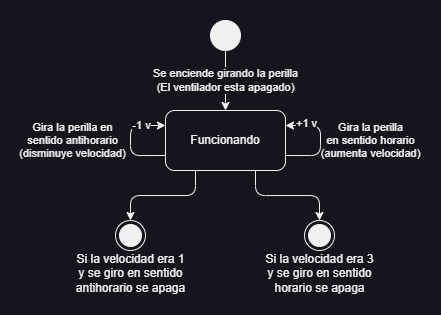 Se enciende girando la perilla
(El ventilador esta apagado)
-1 v
+1 v
Gira la perilla en
sentido antihorario
(disminuye velocidad)
Funcionando
Gira la perilla
en sentido horario
(aumenta velocidad)
Si la velocidad era 1
y se giro en sentido
antihorario se apaga
Si la velocidad era 3
y se giro en sentido
horario se apaga